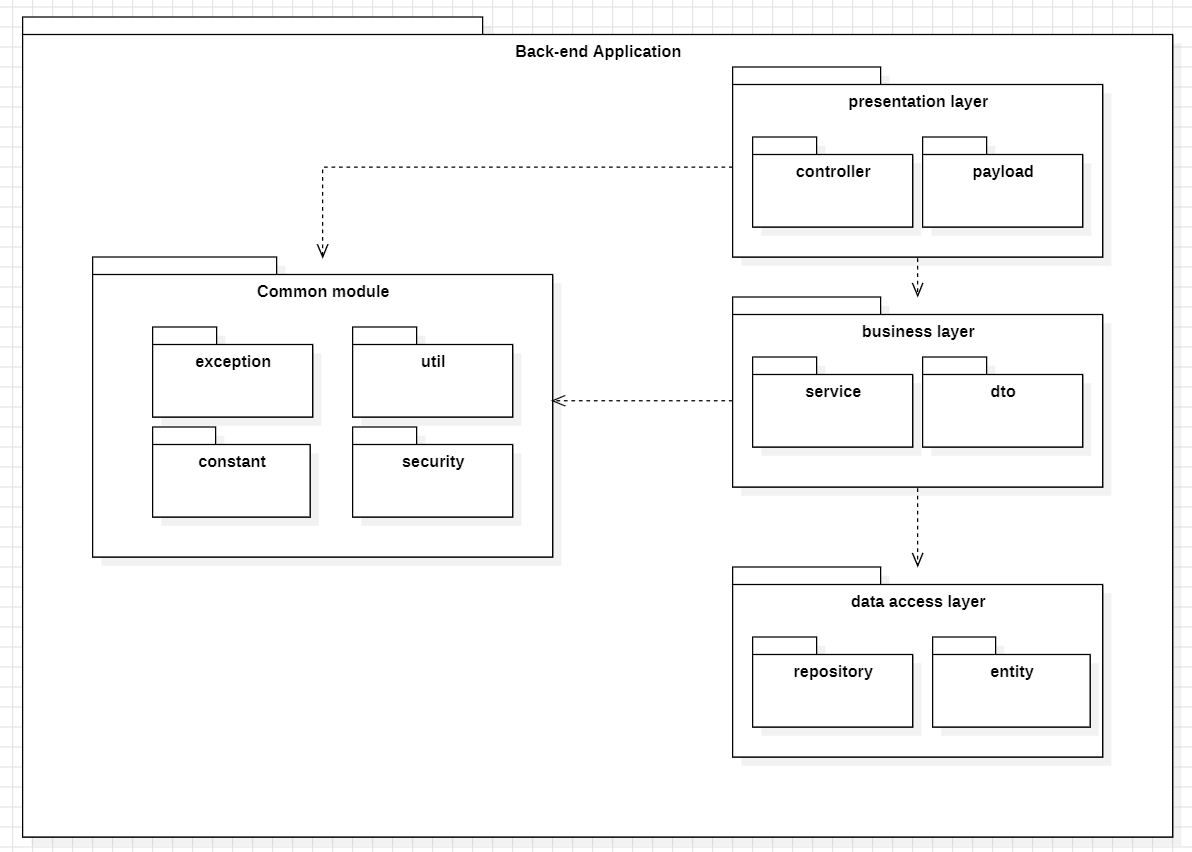 Back-end Application
presentation layer
controller
payload
Common module
exception
util
constant
security
business layer
service
dto
data access layer
repository
entity